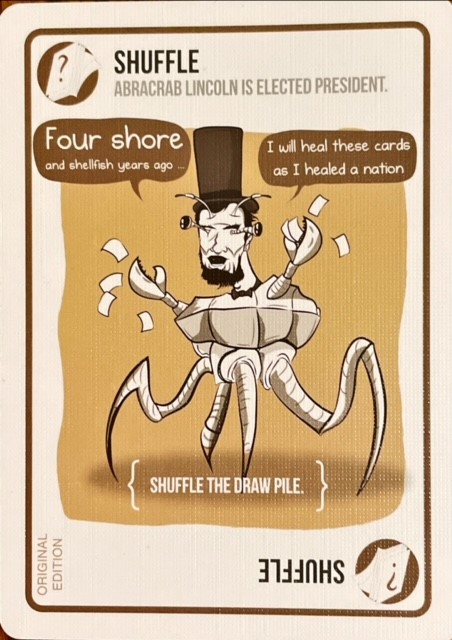 ?
SHUFFLE
ABRACRAB LINCOLN IS ELECTED PRESIDENT.
Four shore
and shellfish years ago ...
I will heal these cards
as I healed a nation
{ SHUFFLE THE DRAW PILE. }
ORIGINAL
EDITION
SHUFFLE
?